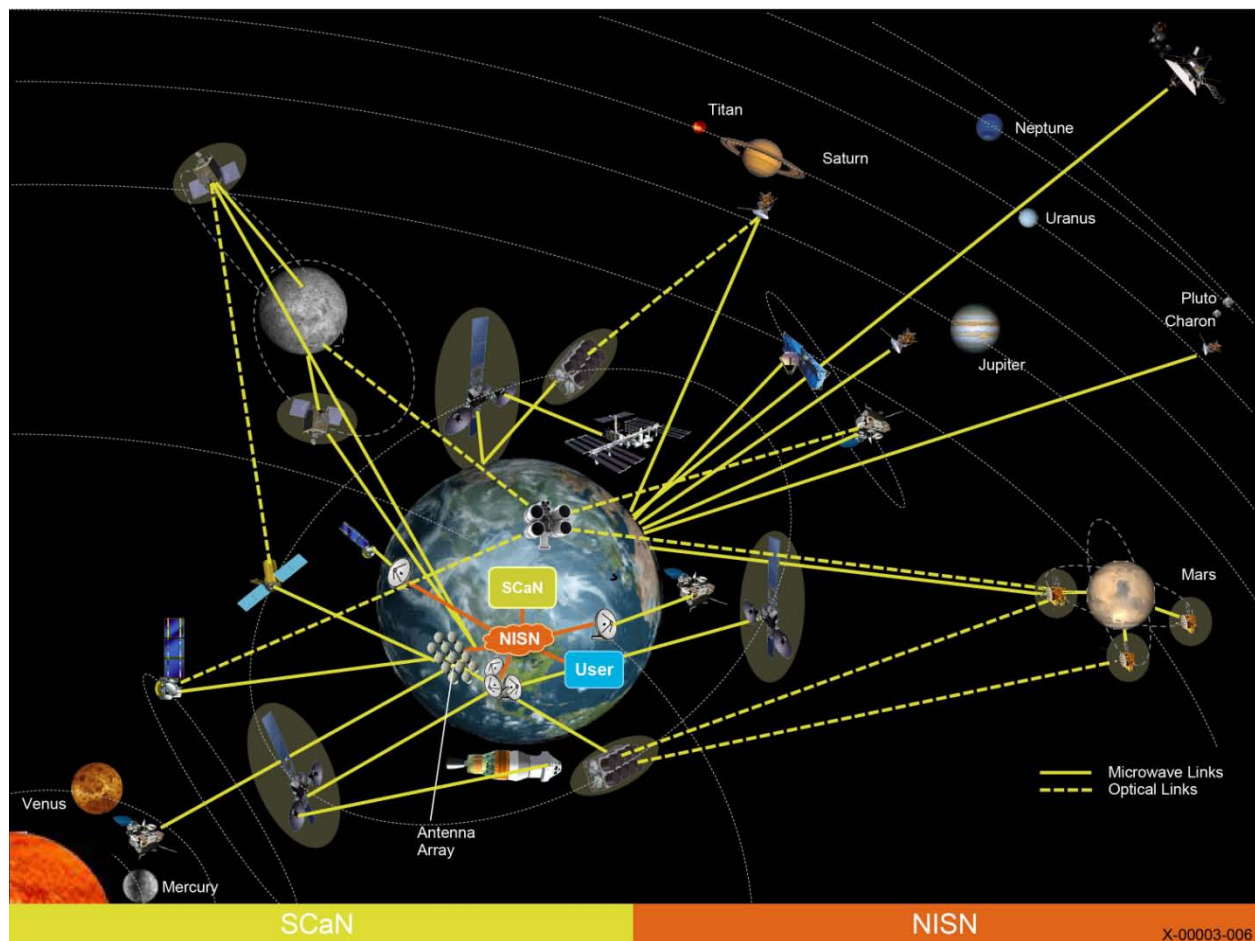 Titan
Saturn
Neptune
Uranus
Pluto
Charon
Jupiter
Mars
SCaN
NISN
User
Venus
Mercury
Antenna
Array
Microwave Links
Optical Links
SCaN
NISN
X-00003-006